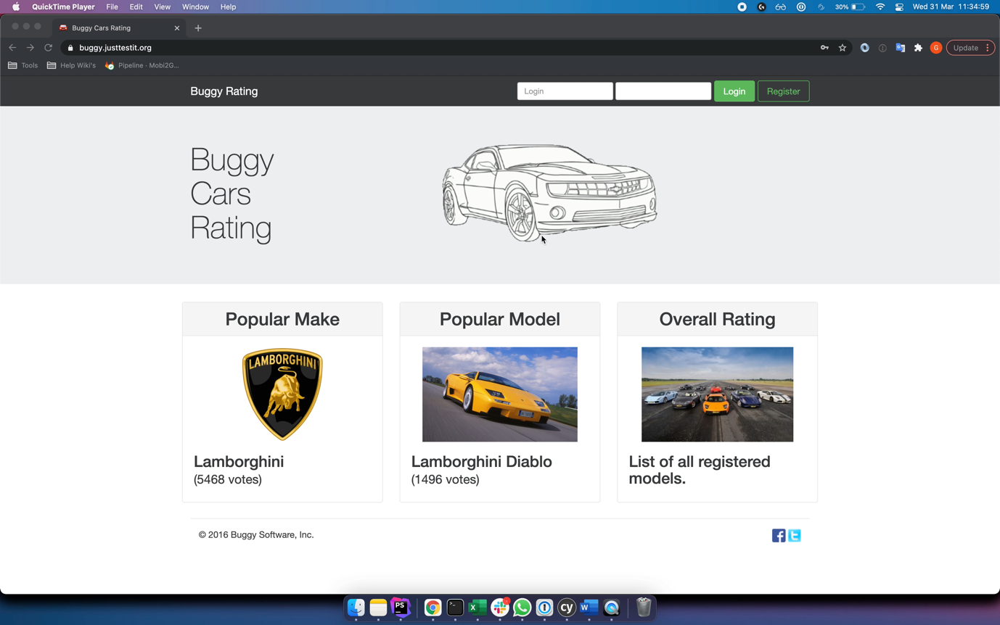 QuickTime Player File Edit View Window Help 30% Wed 31 Mar 11:34:59
Buggy Cars Rating
buggy.justtestit.org
G Update
Tools Help Wiki's Pipeline · Mobi2G...
Buggy Rating Login Login Register
Buggy
Cars
Rating
Popular Make
LAMBORGHINI
Lamborghini
(5468 votes)
Popular Model
Lamborghini Diablo
(1496 votes)
Overall Rating
List of all registered
models.
© 2016 Buggy Software, Inc.
PS
cy